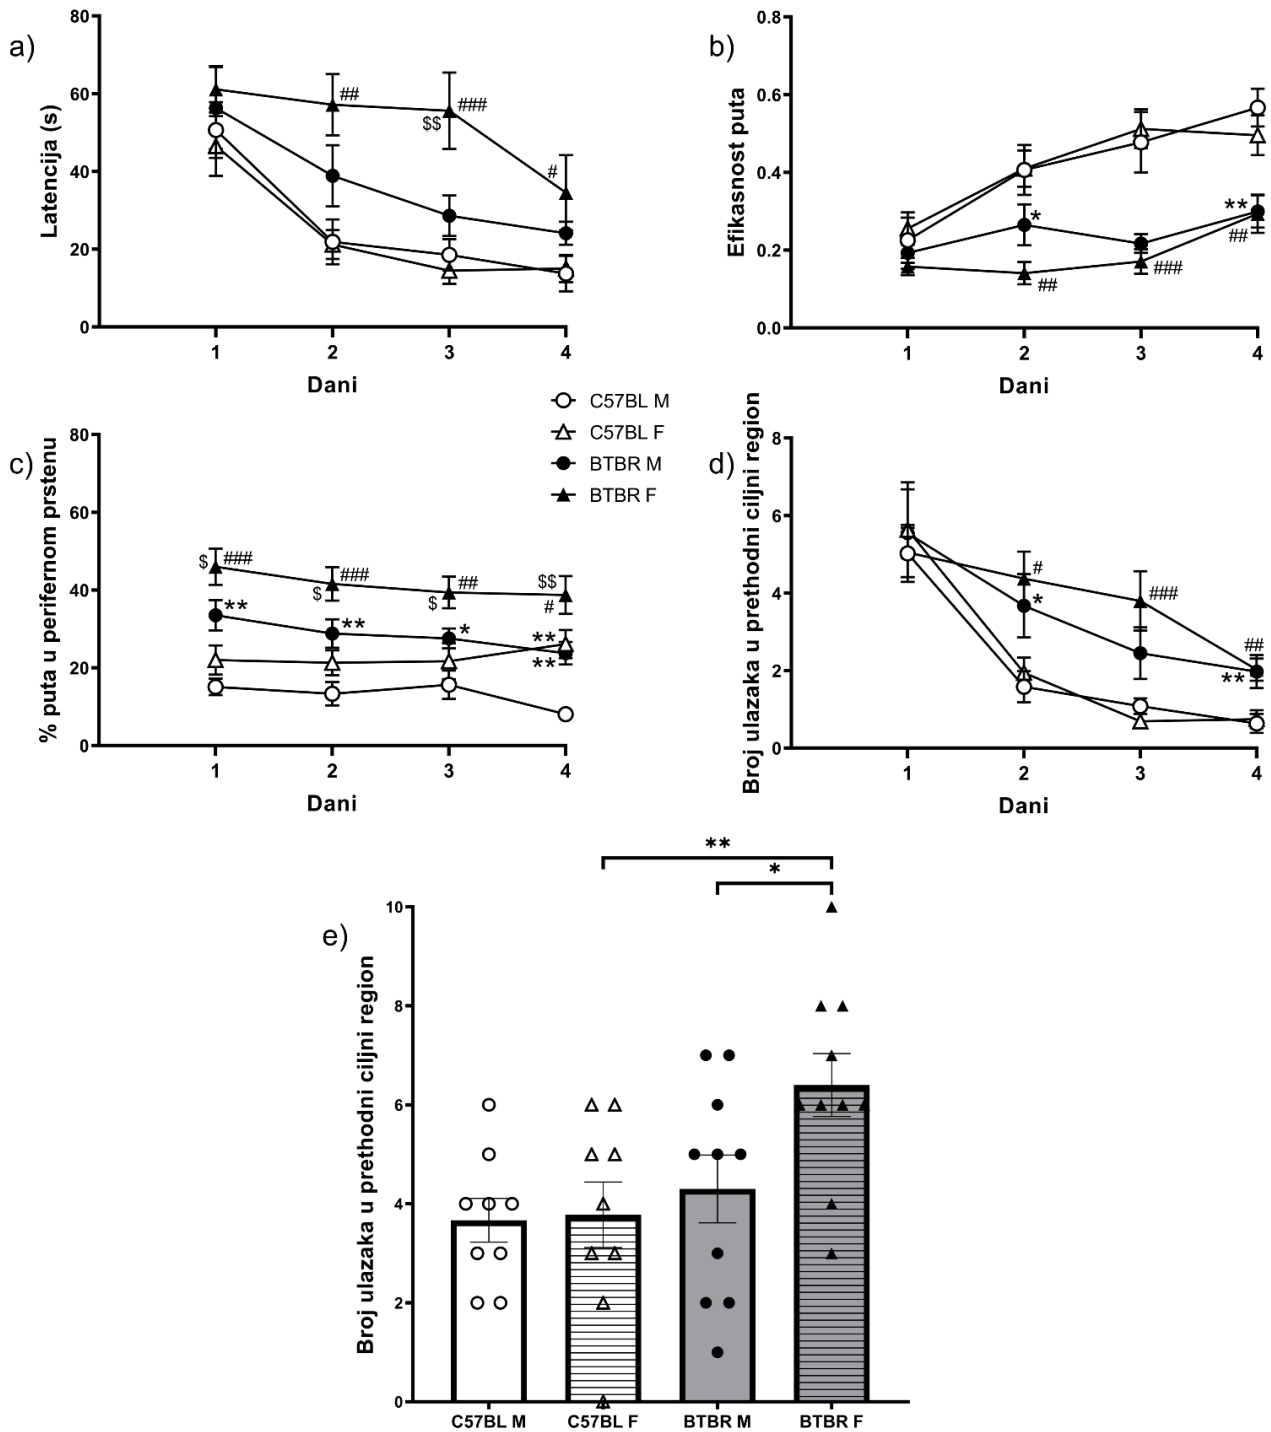 a)
80
60
40
20
0
Latencija (s)
##
###
$$
#
1 2 3 4
Dani
b)
0.8
0.6
0.4
0.2
0.0
Efikasnost puta
*
##
###
**
##
1 2 3 4
Dani
C57BL M
C57BL F
BTBR M
BTBR F
c)
80
60
40
20
0
% puta u perifernom prstenu
$ ###
**
###
$
**
##
$
*
$$
#
**
**
1 2 3 4
Dani
d)
8
6
4
2
0
Broj ulazaka u prethodni ciljni region
#
*
###
##
**
1 2 3 4
Dani
e)
**
*
10
8
6
4
2
0
Broj ulazaka u prethodni ciljni region
C57BL M C57BL F BTBR M BTBR F